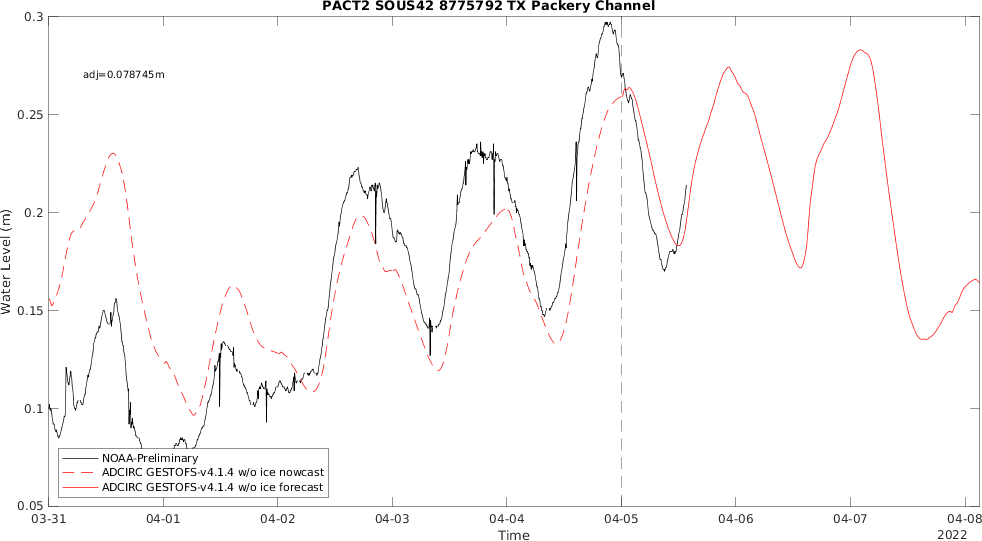 PACT2 SOUS42 8775792 TX Packery Channel
0.3
adj=0.078745m
0.25
0.2
Water Level (m)
0.15
0.1
NOAA-Preliminary
ADCIRC GESTOFS-v4.1.4 w/o ice nowcast
ADCIRC GESTOFS-v4.1.4 w/o ice forecast
0.05
03-31 04-01 04-02 04-03 04-04 04-05 04-06 04-07 04-08
Time
2022